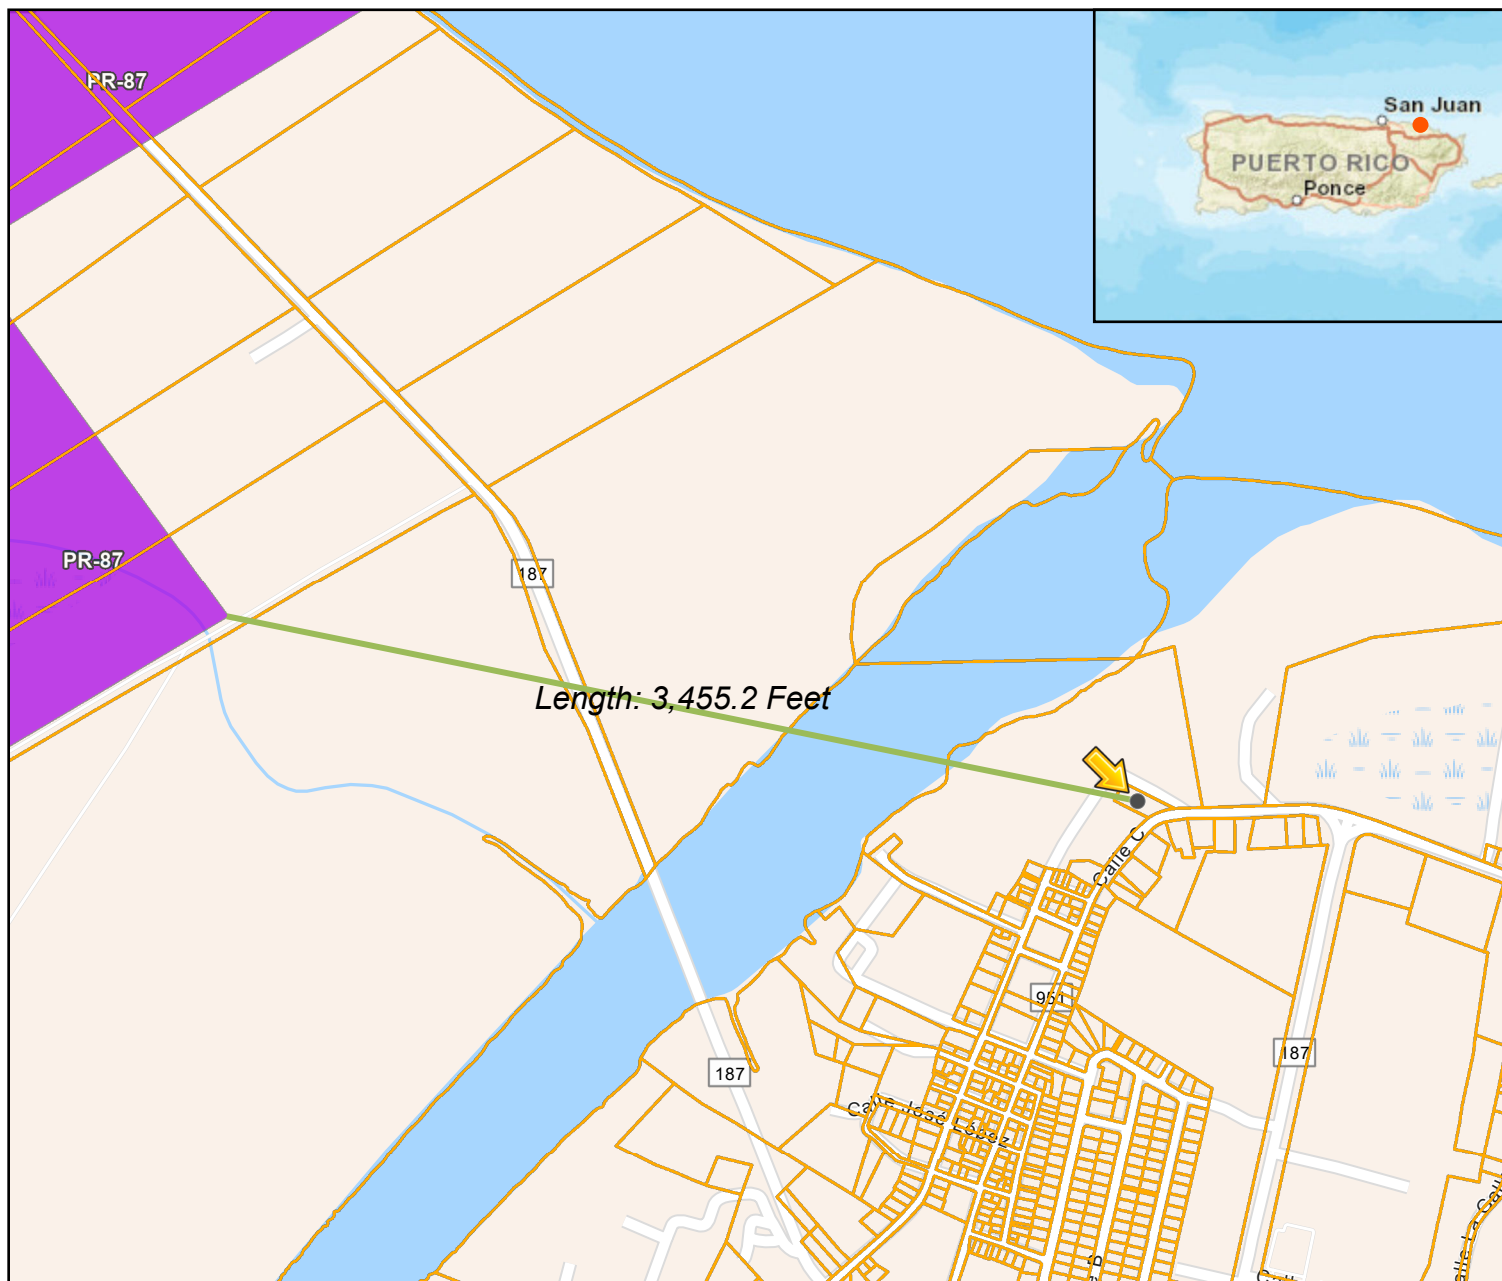 PR-87
San Juan
PUERTO RICO
Ponce
PR-87
187
Length: 3,455.2 Feet
Calle C
951
187
187
Calle José López